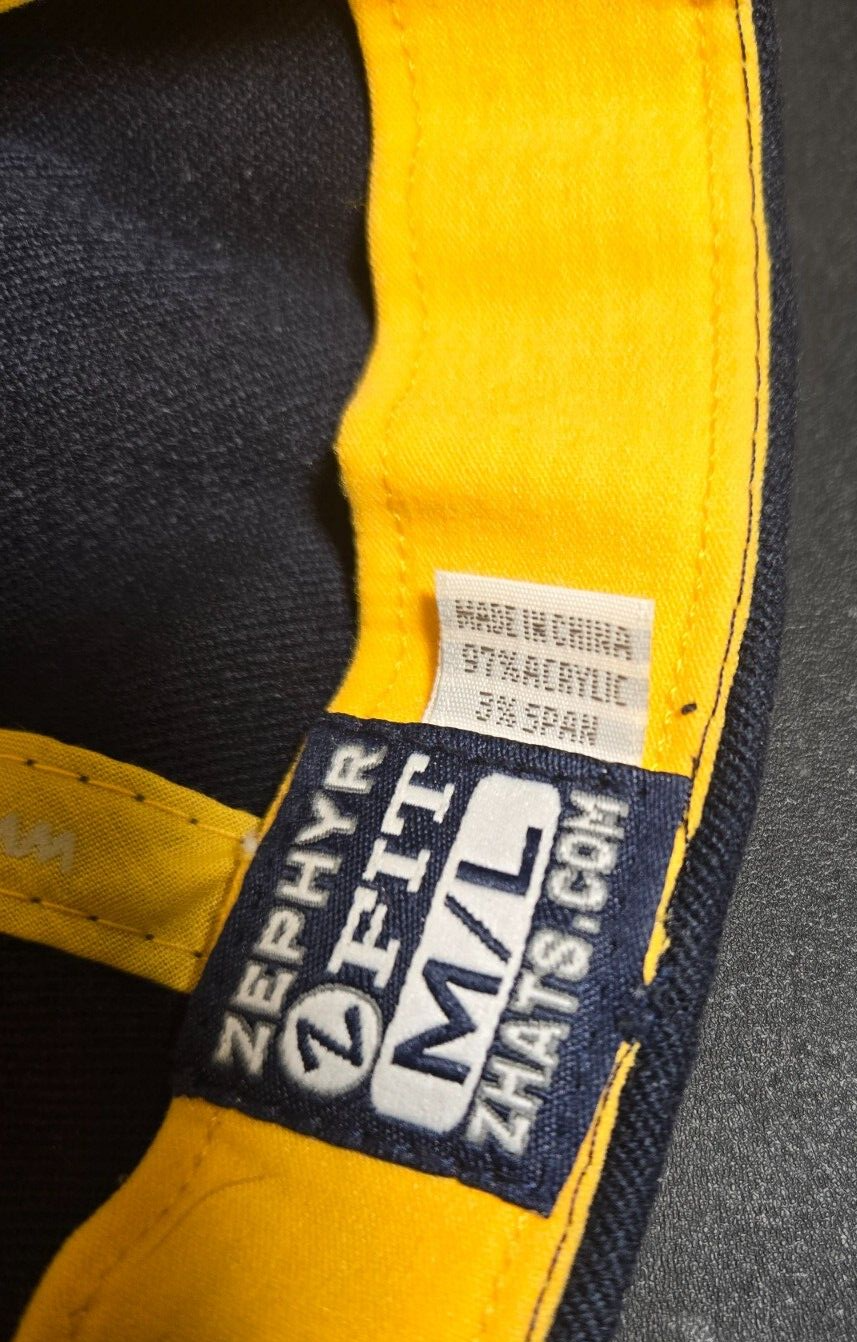 MADE IN CHINA
97% ACRYLIC
3% SPAN
ZEPHYR
Z FIT
M/L
ZHATS.COM